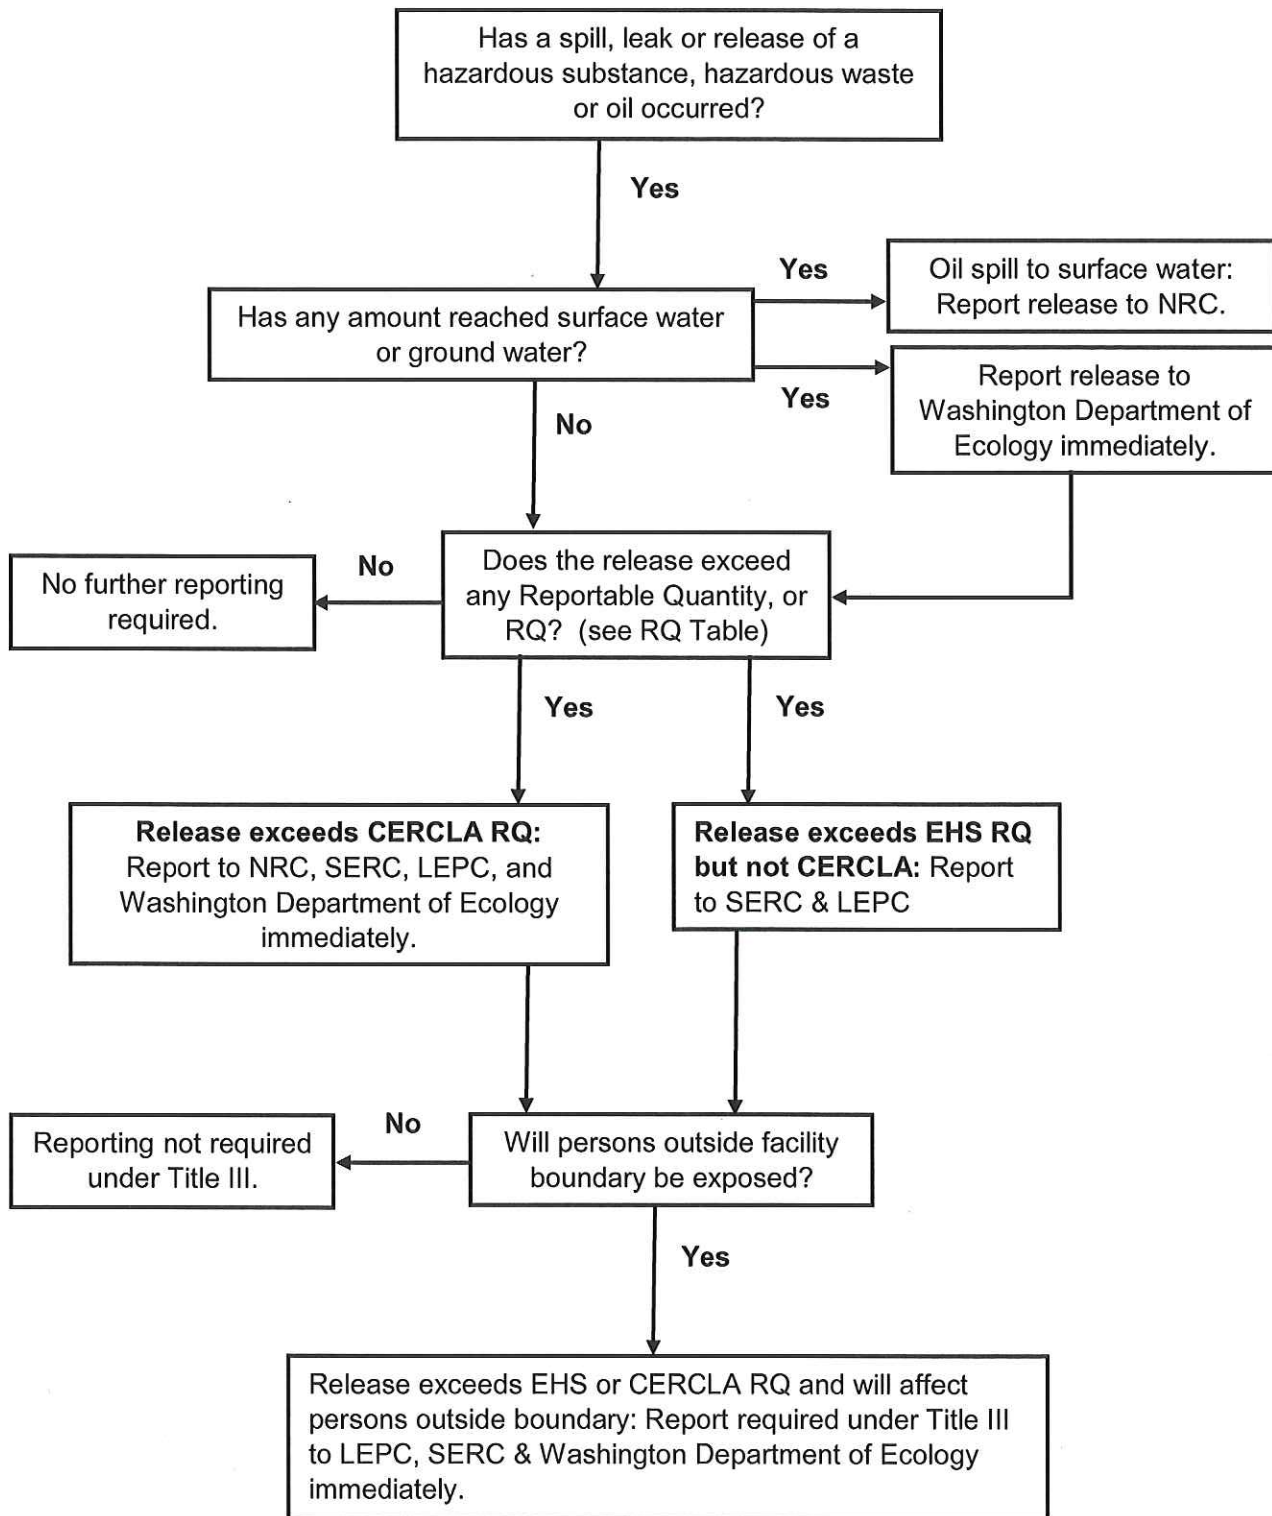 Has a spill, leak or release of a
hazardous substance, hazardous waste
or oil occurred?
Yes
Yes
Oil spill to surface water:
Report release to NRC.
Has any amount reached surface water
or ground water?
Yes
Report release to
Washington Department of
Ecology immediately.
No
Does the release exceed
any Reportable Quantity, or
RQ? (see RQ Table)
No
No further reporting
required.
Yes
Yes
Release exceeds CERCLA RQ:
Report to NRC, SERC, LEPC, and
Washington Department of Ecology
immediately.
Release exceeds EHS RQ
but not CERCLA: Report
to SERC & LEPC
Will persons outside facility
boundary be exposed?
No
Reporting not required
under Title III.
Yes
Release exceeds EHS or CERCLA RQ and will affect
persons outside boundary: Report required under Title III
to LEPC, SERC & Washington Department of Ecology
immediately.